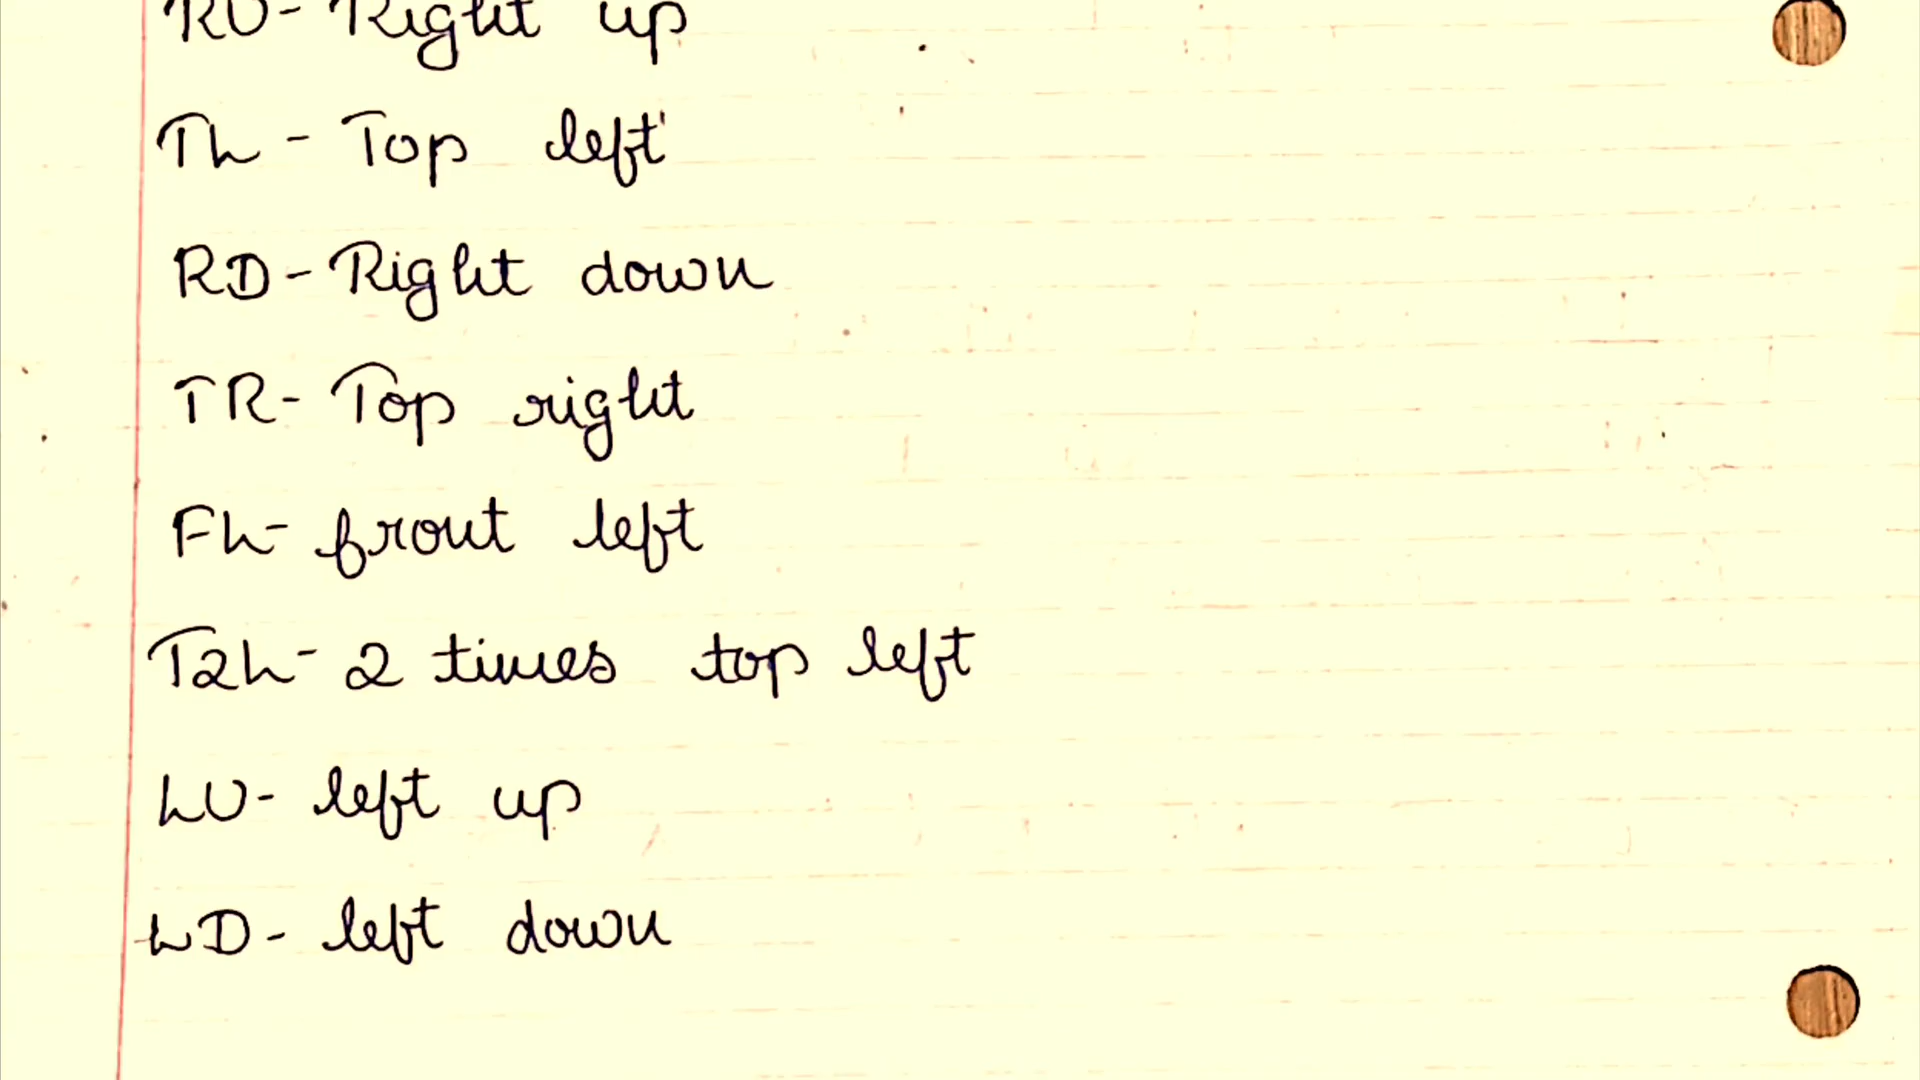 RU- Right up
TL - Top left
RD - Right down
TR- Top right
FL- front left
T2L- 2 times top left
LU- left up
LD- left down